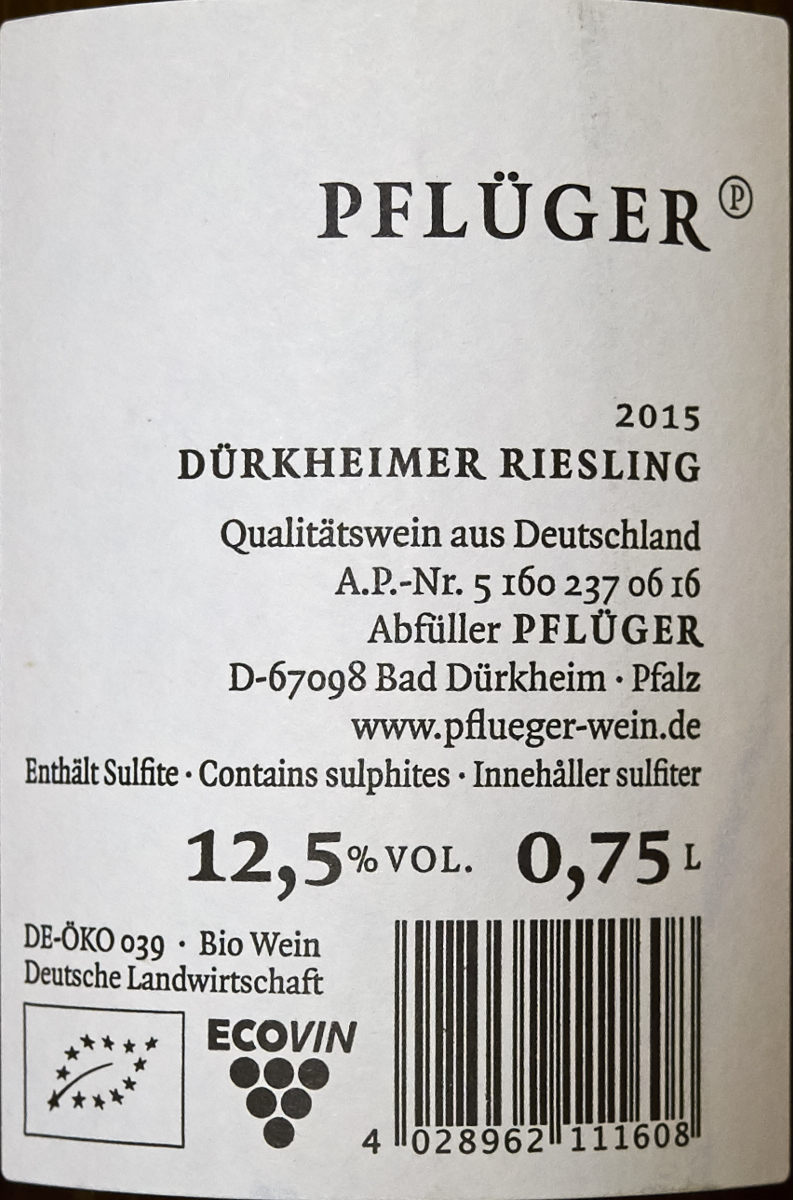 PFLÜGER Ⓟ
2015
DÜRKHEIMER RIESLING
Qualitätswein aus Deutschland
A.P.-Nr. 5 160 237 06 16
Abfüller PFLÜGER
D-67098 Bad Dürkheim · Pfalz
www.pflueger-wein.de
Enthält Sulfite · Contains sulphites · Innehåller sulfiter
12,5% VOL. 0,75 L
DE-ÖKO 039 · Bio Wein
Deutsche Landwirtschaft
ECOVIN
4 028962 111608